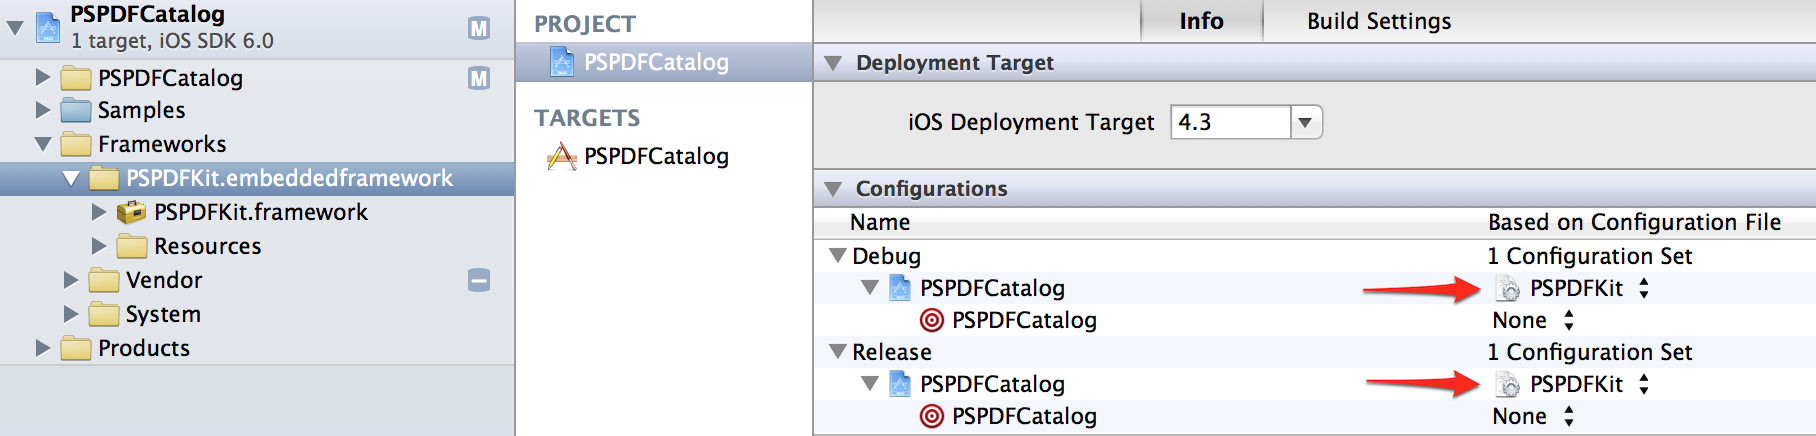 PSPDFCatalog
1 target, iOS SDK 6.0
M
PSPDFCatalog
M
Samples
Frameworks
PSPDFKit.embeddedframework
PSPDFKit.framework
Resources
Vendor
System
Products
PROJECT
PSPDFCatalog
TARGETS
PSPDFCatalog
Info
Build Settings
Deployment Target
iOS Deployment Target
4.3
Configurations
Name
Based on Configuration File
Debug
1 Configuration Set
PSPDFCatalog
PSPDFKit
PSPDFCatalog
None
Release
1 Configuration Set
PSPDFCatalog
PSPDFKit
PSPDFCatalog
None